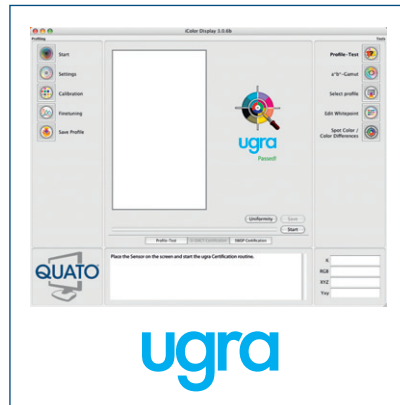 iColor Display 3.0.6b
Profiling
Tools
Start
Settings
Calibration
Finetuning
Save Profile
ugra
Passed!
Profile-Test
a*b*-Gamut
Select profile
Edit Whitepoint
Spot Color /
Color Differences
Uniformity
Save
Start
Profile-Test
SWOP Certification
QUATO
Place the Sensor on the screen and start the ugra Certification routine.
K
RGB
XYZ
Yxy
ugra